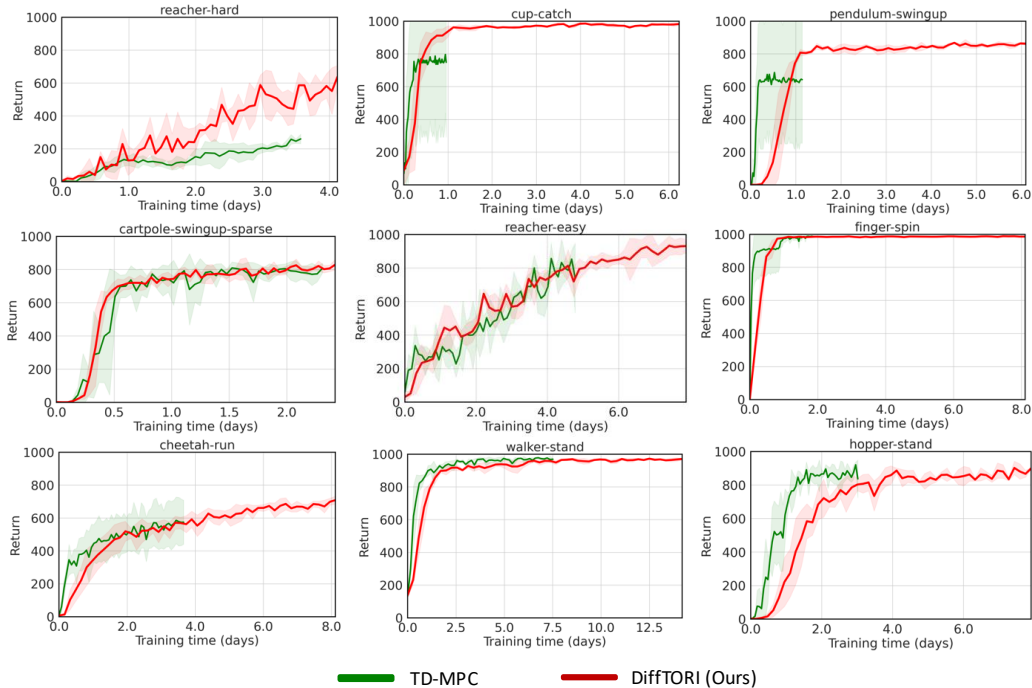 reacher-hard
1000
800
600
400
200
0
Return
0.0 1.0 2.0 3.0 4.0
Training time (days)
cup-catch
1000
800
600
400
200
0
Return
0.0 1.0 2.0 3.0 4.0 5.0 6.0
Training time (days)
pendulum-swingup
1000
800
600
400
200
0
Return
0.0 1.0 2.0 3.0 4.0 5.0 6.0
Training time (days)
cartpole-swingup-sparse
1000
800
600
400
200
0
Return
0.0 0.5 1.0 1.5 2.0
Training time (days)
reacher-easy
1000
800
600
400
200
0
Return
0.0 2.0 4.0 6.0
Training time (days)
finger-spin
1000
800
600
400
200
0
Return
0.0 2.0 4.0 6.0 8.0
Training time (days)
cheetah-run
1000
800
600
400
200
0
Return
0.0 2.0 4.0 6.0 8.0
Training time (days)
walker-stand
1000
800
600
400
200
0
Return
0.0 2.5 5.0 7.5 10.0 12.5
Training time (days)
hopper-stand
1000
800
600
400
200
0
Return
0.0 2.0 4.0 6.0
Training time (days)
TD-MPC
DiffTORI (Ours)